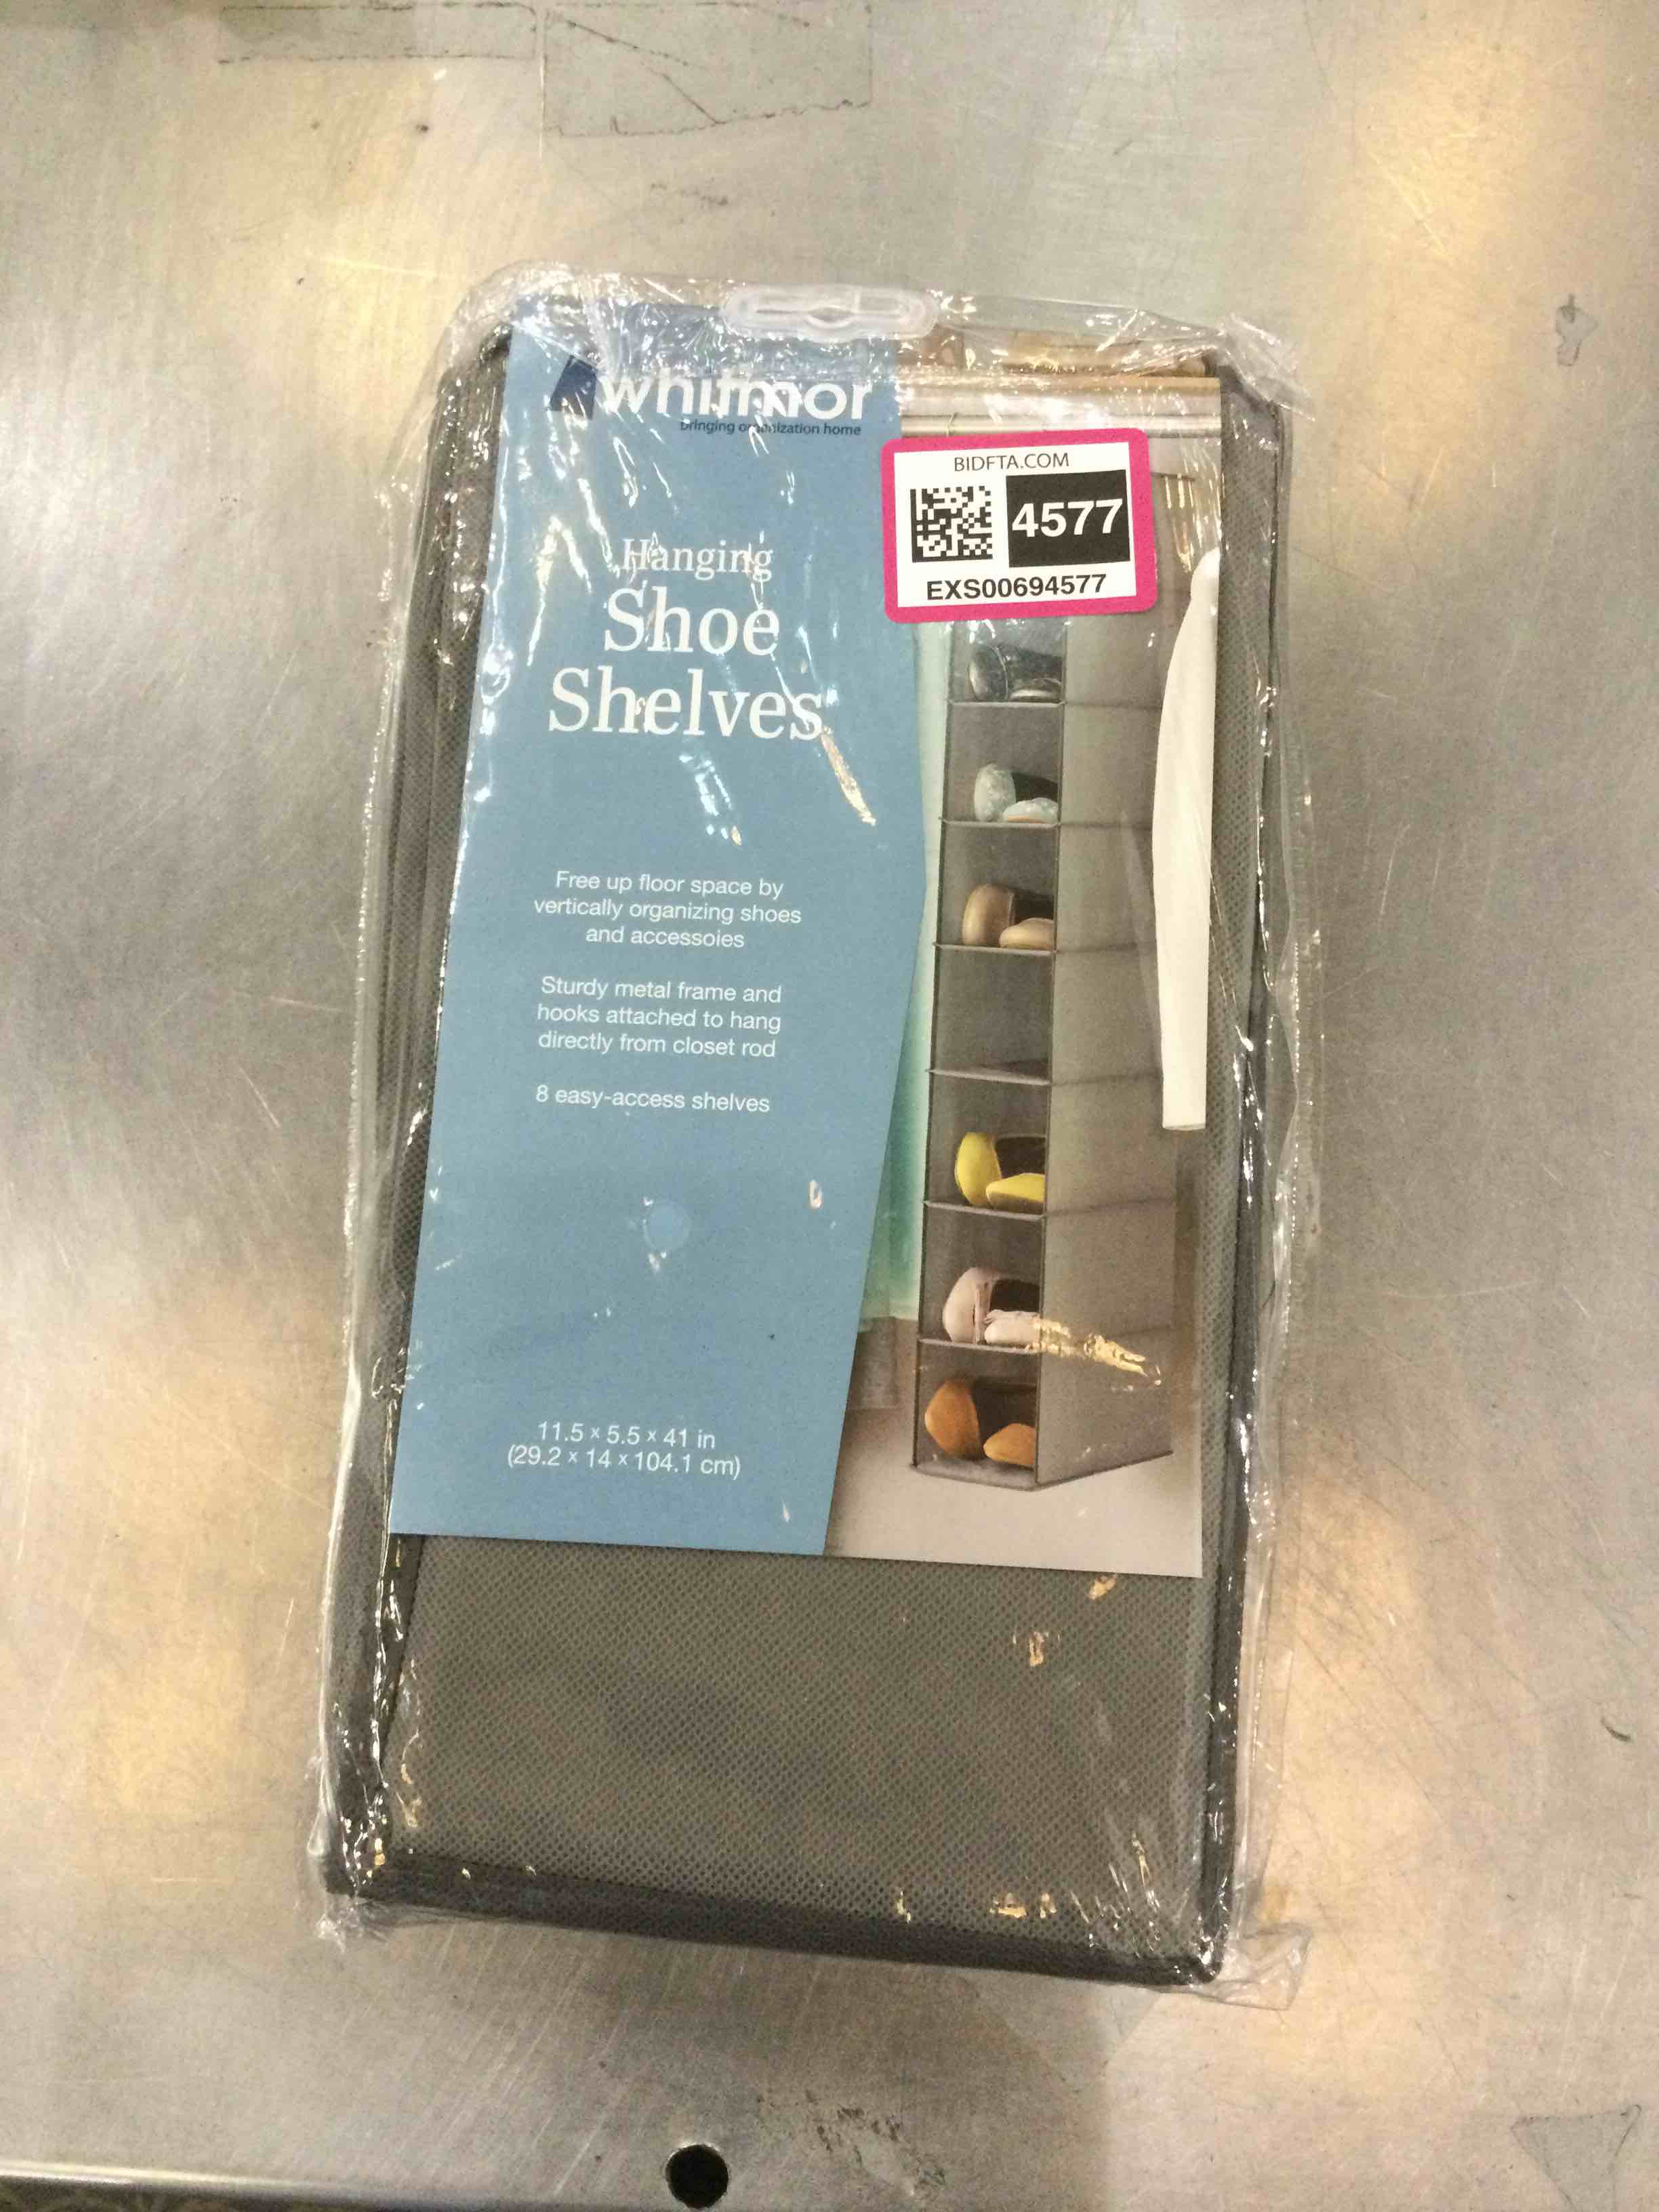 whitmor
bringing organization home
BIDFTA.COM
4577
EXS00694577
Hanging
Shoe
Shelves
Free up floor space by
vertically organizing shoes
and accessoies
Sturdy metal frame and
hooks attached to hang
directly from closet rod
8 easy-access shelves
11.5 x 5.5 x 41 in
(29.2 x 14 x 104.1 cm)